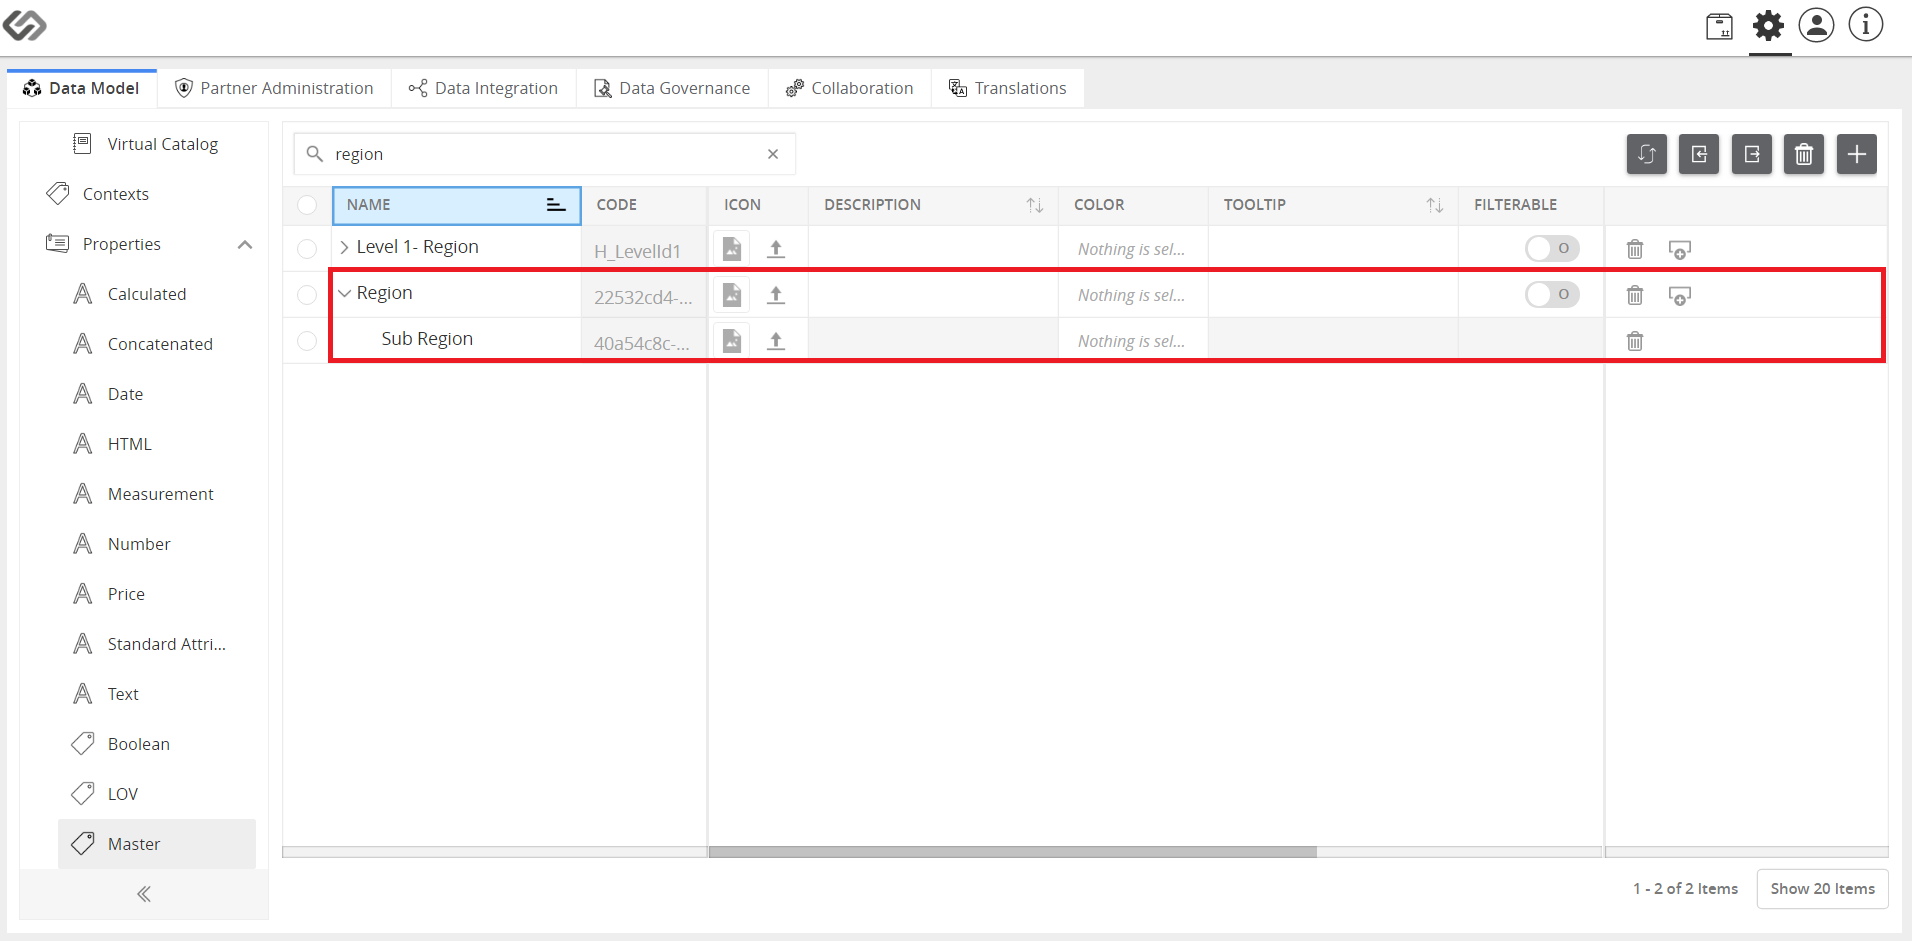 Data Model
Partner Administration
Data Integration
Data Governance
Collaboration
Translations
Virtual Catalog
Contexts
Properties
Calculated
Concatenated
Date
HTML
Measurement
Number
Price
Standard Attri...
Text
Boolean
LOV
Master
region
NAME CODE ICON DESCRIPTION COLOR TOOLTIP FILTERABLE
Level 1- Region H_LevelId1 Nothing is sel...
Region 22532cd4-... Nothing is sel...
Sub Region 40a54c8c-... Nothing is sel...
1 - 2 of 2 Items Show 20 Items